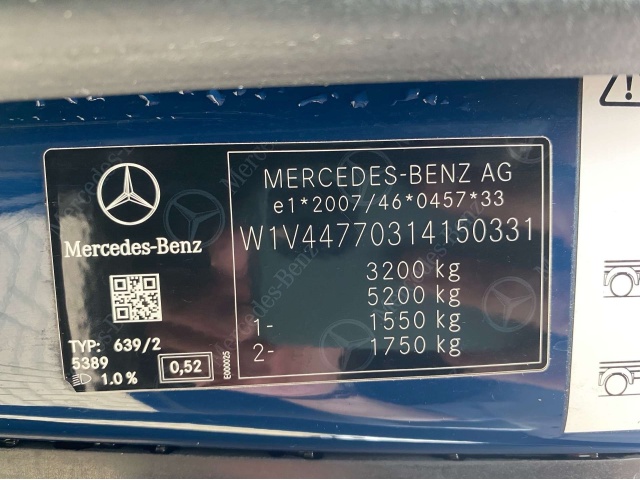 MERCEDES-BENZ AG
e1*2007/46*0457*33
W1V44770314150331
3200 kg
5200 kg
1- 1550 kg
2- 1750 kg
Mercedes-Benz
TYP: 639/2
5389
1.0 %
0,52
E000025